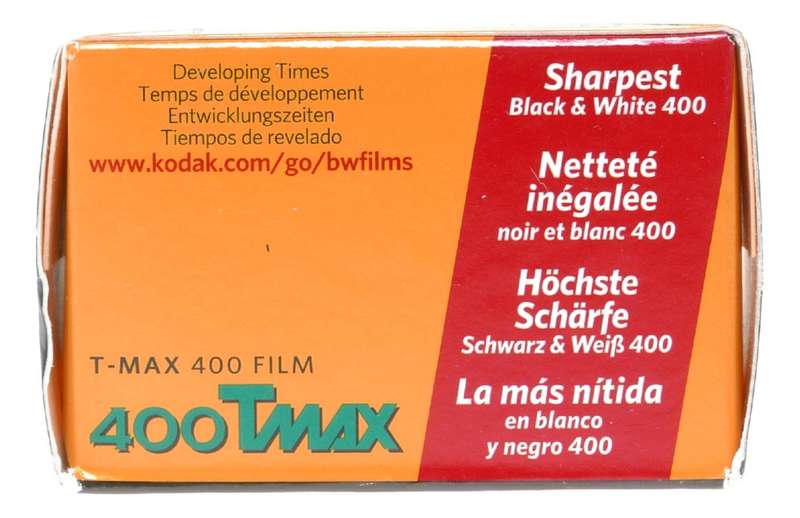 Developing Times
Temps de développement
Entwicklungszeiten
Tiempos de revelado
www.kodak.com/go/bwfilms
T-MAX 400 FILM
400TMAX
Sharpest
Black & White 400
Netteté
inégalée
noir et blanc 400
Höchste
Schärfe
Schwarz & Weiß 400
La más nítida
en blanco
y negro 400